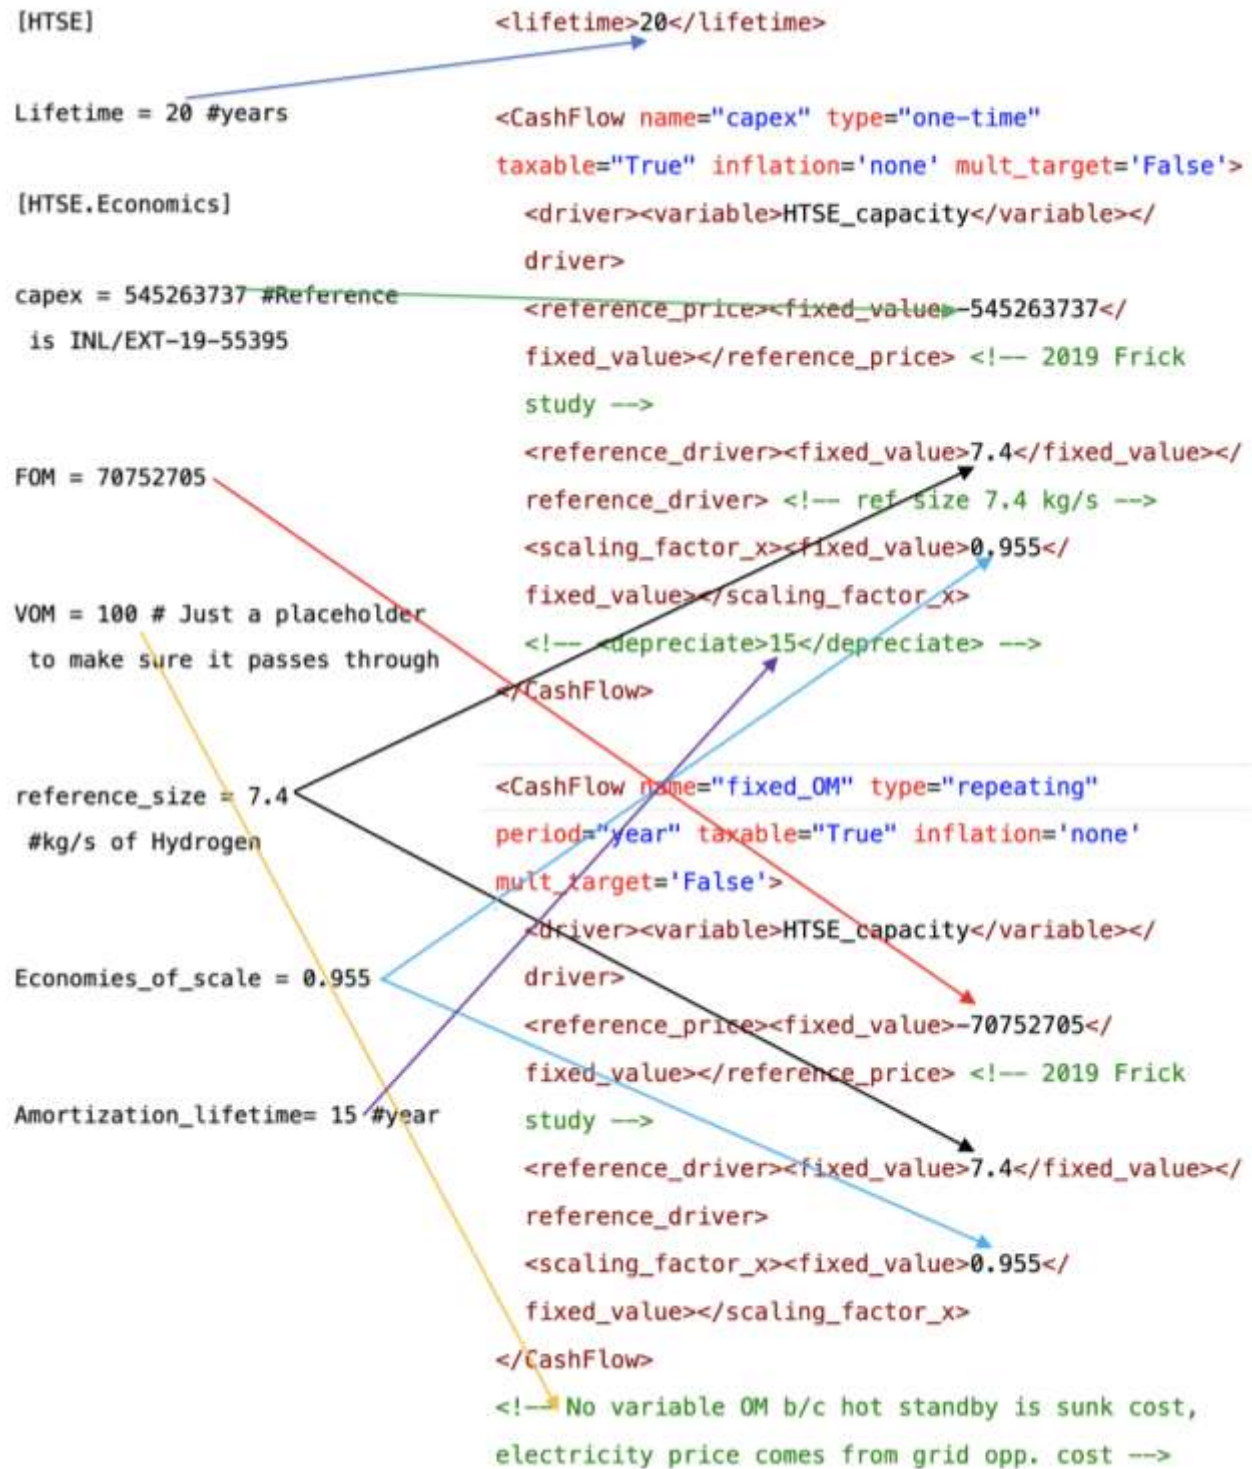 [HTSE]
Lifetime = 20 #years
[HTSE.Economics]
capex = 545263737 #Reference
is INL/EXT-19-55395
FOM = 70752705
VOM = 100 # Just a placeholder
to make sure it passes through
reference_size = 7.4
#kg/s of Hydrogen
Economies_of_scale = 0.955
Amortization_lifetime= 15 #year
<lifetime>20</lifetime>
<CashFlow name="capex" type="one-time"
taxable="True" inflation='none' mult_target='False'>
<driver><variable>HTSE_capacity</variable></
driver>
<reference_price><fixed_value>-545263737</
fixed_value></reference_price> <!-- 2019 Frick
study -->
<reference_driver><fixed_value>7.4</fixed_value></
reference_driver> <!-- ref size 7.4 kg/s -->
<scaling_factor_x><fixed_value>0.955</
fixed_value></scaling_factor_x>
<!-- <depreciate>15</depreciate> -->
</CashFlow>
<CashFlow name="fixed_OM" type="repeating"
period="year" taxable="True" inflation='none'
mult_target='False'>
<driver><variable>HTSE_capacity</variable></
driver>
<reference_price><fixed_value>-70752705</
fixed_value></reference_price> <!-- 2019 Frick
study -->
<reference_driver><fixed_value>7.4</fixed_value></
reference_driver>
<scaling_factor_x><fixed_value>0.955</
fixed_value></scaling_factor_x>
</CashFlow>
<!-- No variable OM b/c hot standby is sunk cost,
electricity price comes from grid opp. cost -->